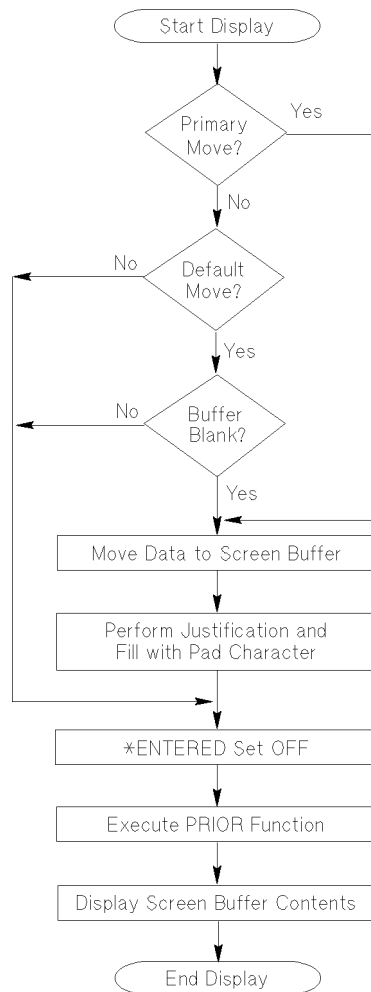 Start Display
Yes
Primary
Move?
No
No
Default
Move?
Yes
No
Buffer
Blank?
Yes
Move Data to Screen Buffer
Perform Justification and
Fill with Pad Character
*ENTERED Set OFF
Execute PRIOR Function
Display Screen Buffer Contents
End Display